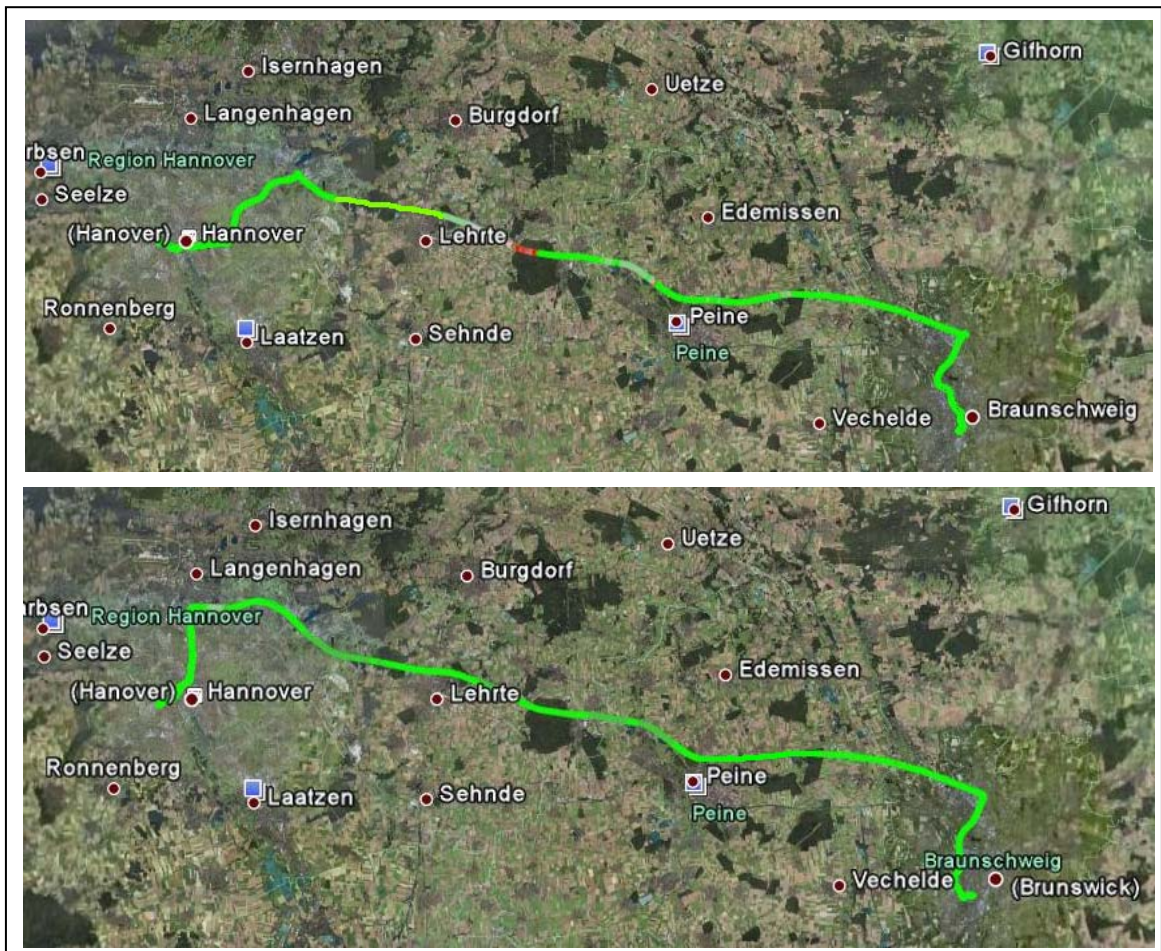 Gifhorn
Isernhagen
Uetze
Langenhagen
Burgdorf
rbsen
Region Hannover
Seelze
Edemissen
(Hanover)
Hannover
Lehrte
Ronnenberg
Peine
Laatzen
Sehnde
Peine
Braunschweig
Vechelde
Gifhorn
Isernhagen
Uetze
Langenhagen
Burgdorf
arbsen
Region Hannover
Seelze
Edemissen
(Hanover)
Hannover
Lehrte
Ronnenberg
Peine
Laatzen
Sehnde
Peine
Braunschweig
Vechelde
(Brunswick)